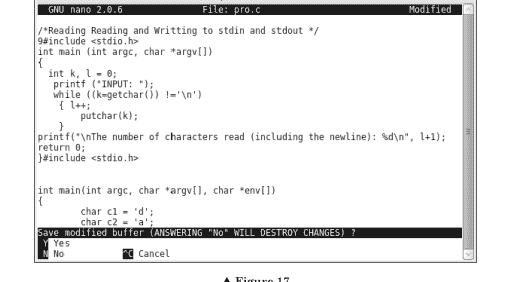 GNU nano 2.0.6 File: pro.c Modified
/*Reading Reading and Writting to stdin and stdout */
9#include <stdio.h>
int main (int argc, char *argv[])
{
int k, l = 0;
printf ("INPUT: ");
while ((k=getchar()) !='\n')
{ l++;
putchar(k);
}
printf("\nThe number of characters read (including the newline): %d\n", l+1);
return 0;
}#include <stdio.h>
int main(int argc, char *argv[], char *env[])
{
char c1 = 'd';
char c2 = 'a';
Save modified buffer (ANSWERING "No" WILL DESTROY CHANGES) ?
Y Yes
N No ^C Cancel
▲ Figure 17